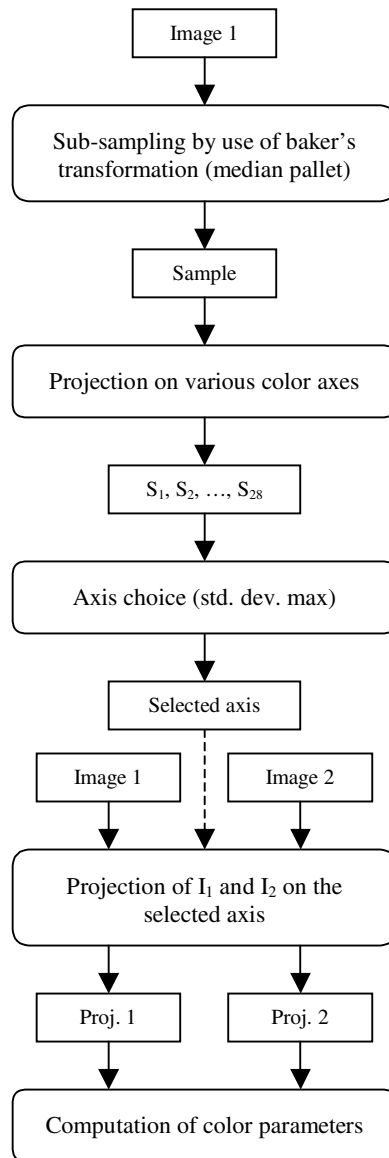 Image 1
Sub-sampling by use of baker's
transformation (median pallet)
Sample
Projection on various color axes
S₁, S₂, …, S₂₈
Axis choice (std. dev. max)
Selected axis
Image 1
Image 2
Projection of I₁ and I₂ on the
selected axis
Proj. 1
Proj. 2
Computation of color parameters